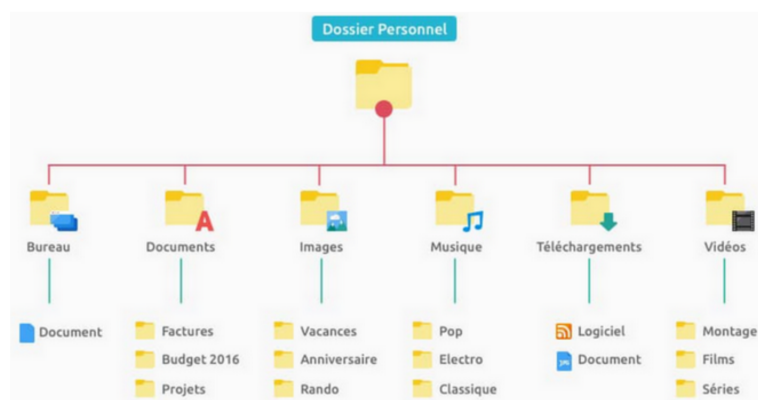 Dossier Personnel
Bureau Documents Images Musique Téléchargements Vidéos
Document Factures Vacances Pop Logiciel Montage
Budget 2016 Anniversaire Electro Document Films
Projets Rando Classique Séries